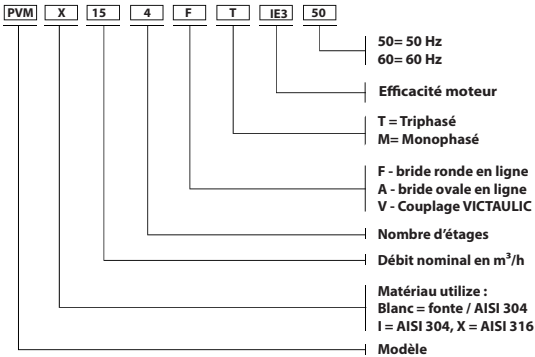 PVM X 15 4 F T IE3 50
50= 50 Hz
60= 60 Hz
Efficacité moteur
T = Triphasé
M= Monophasé
F - bride ronde en ligne
A - bride ovale en ligne
V - Couplage VICTAULIC
Nombre d’étages
Débit nominal en m³/h
Matériau utilize :
Blanc = fonte / AISI 304
I = AISI 304, X = AISI 316
Modèle